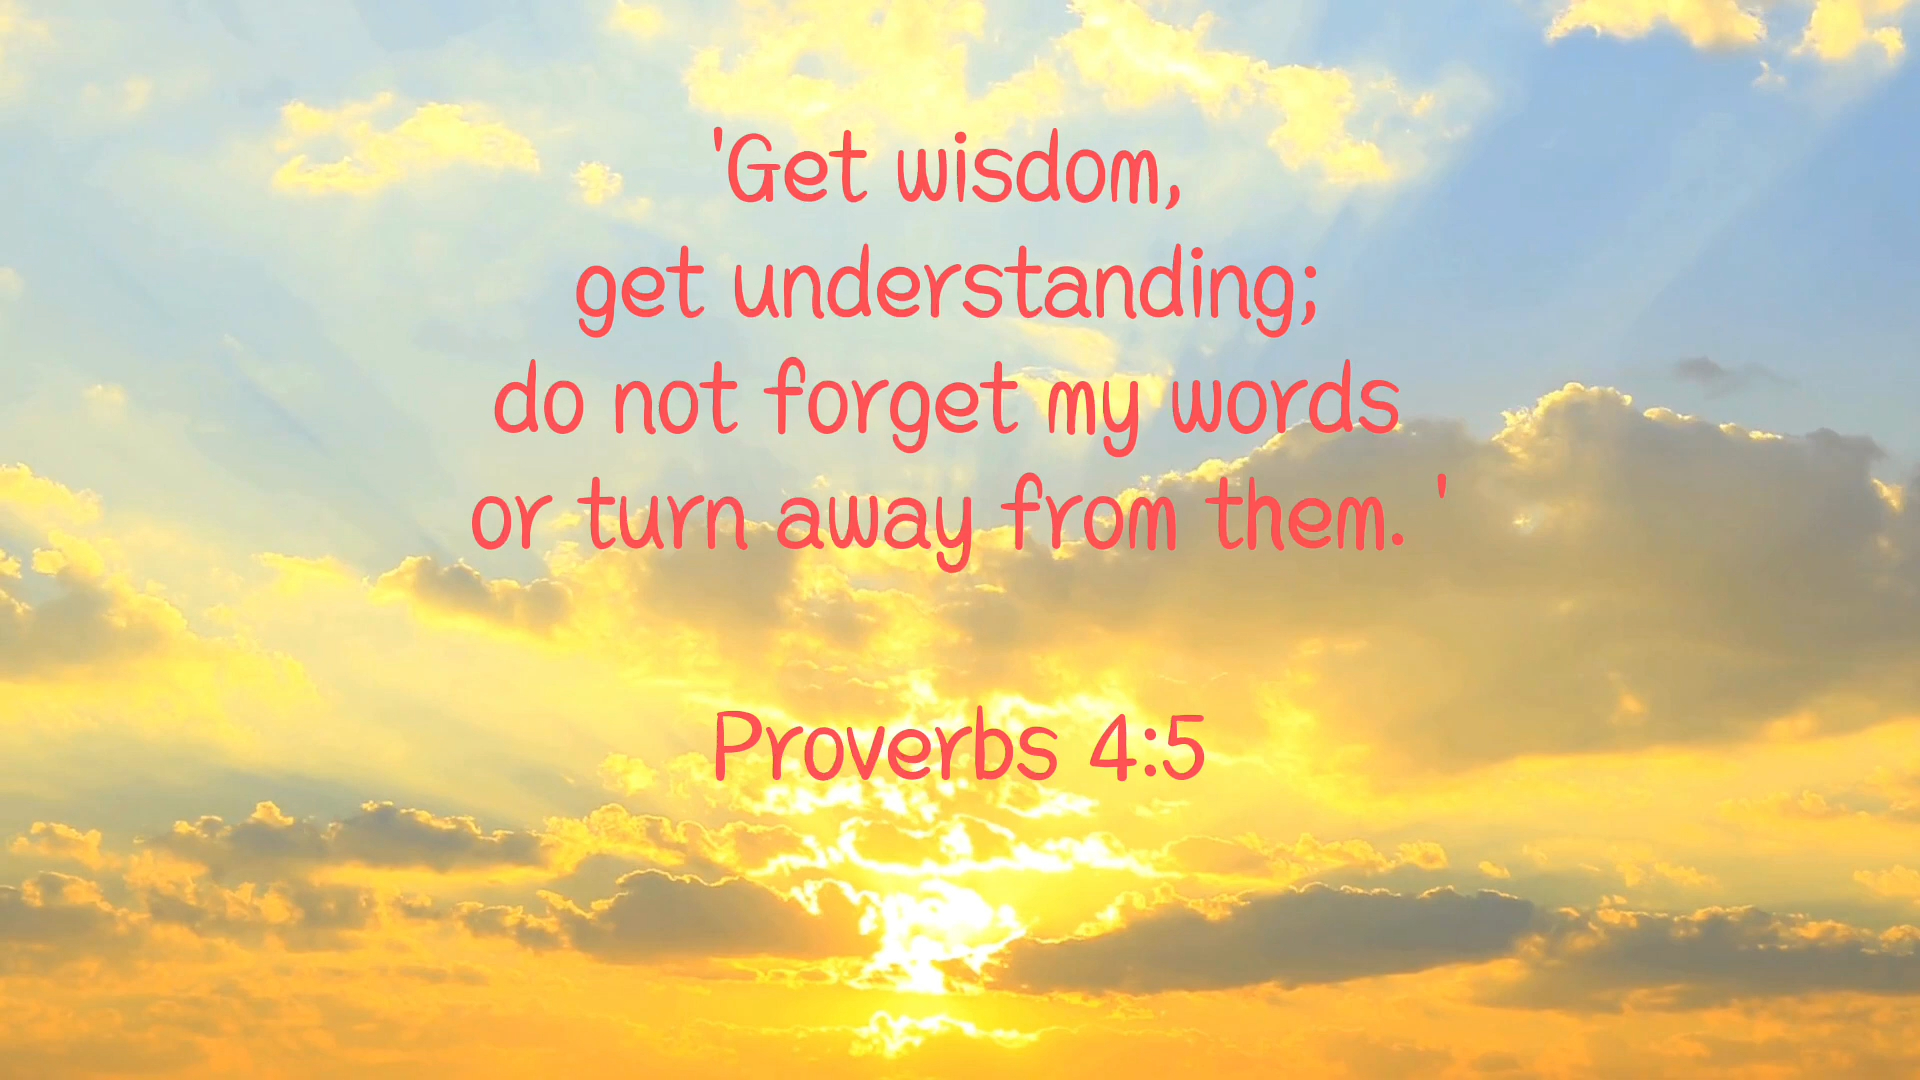 'Get wisdom,
get understanding;
do not forget my words
or turn away from them. '
Proverbs 4:5